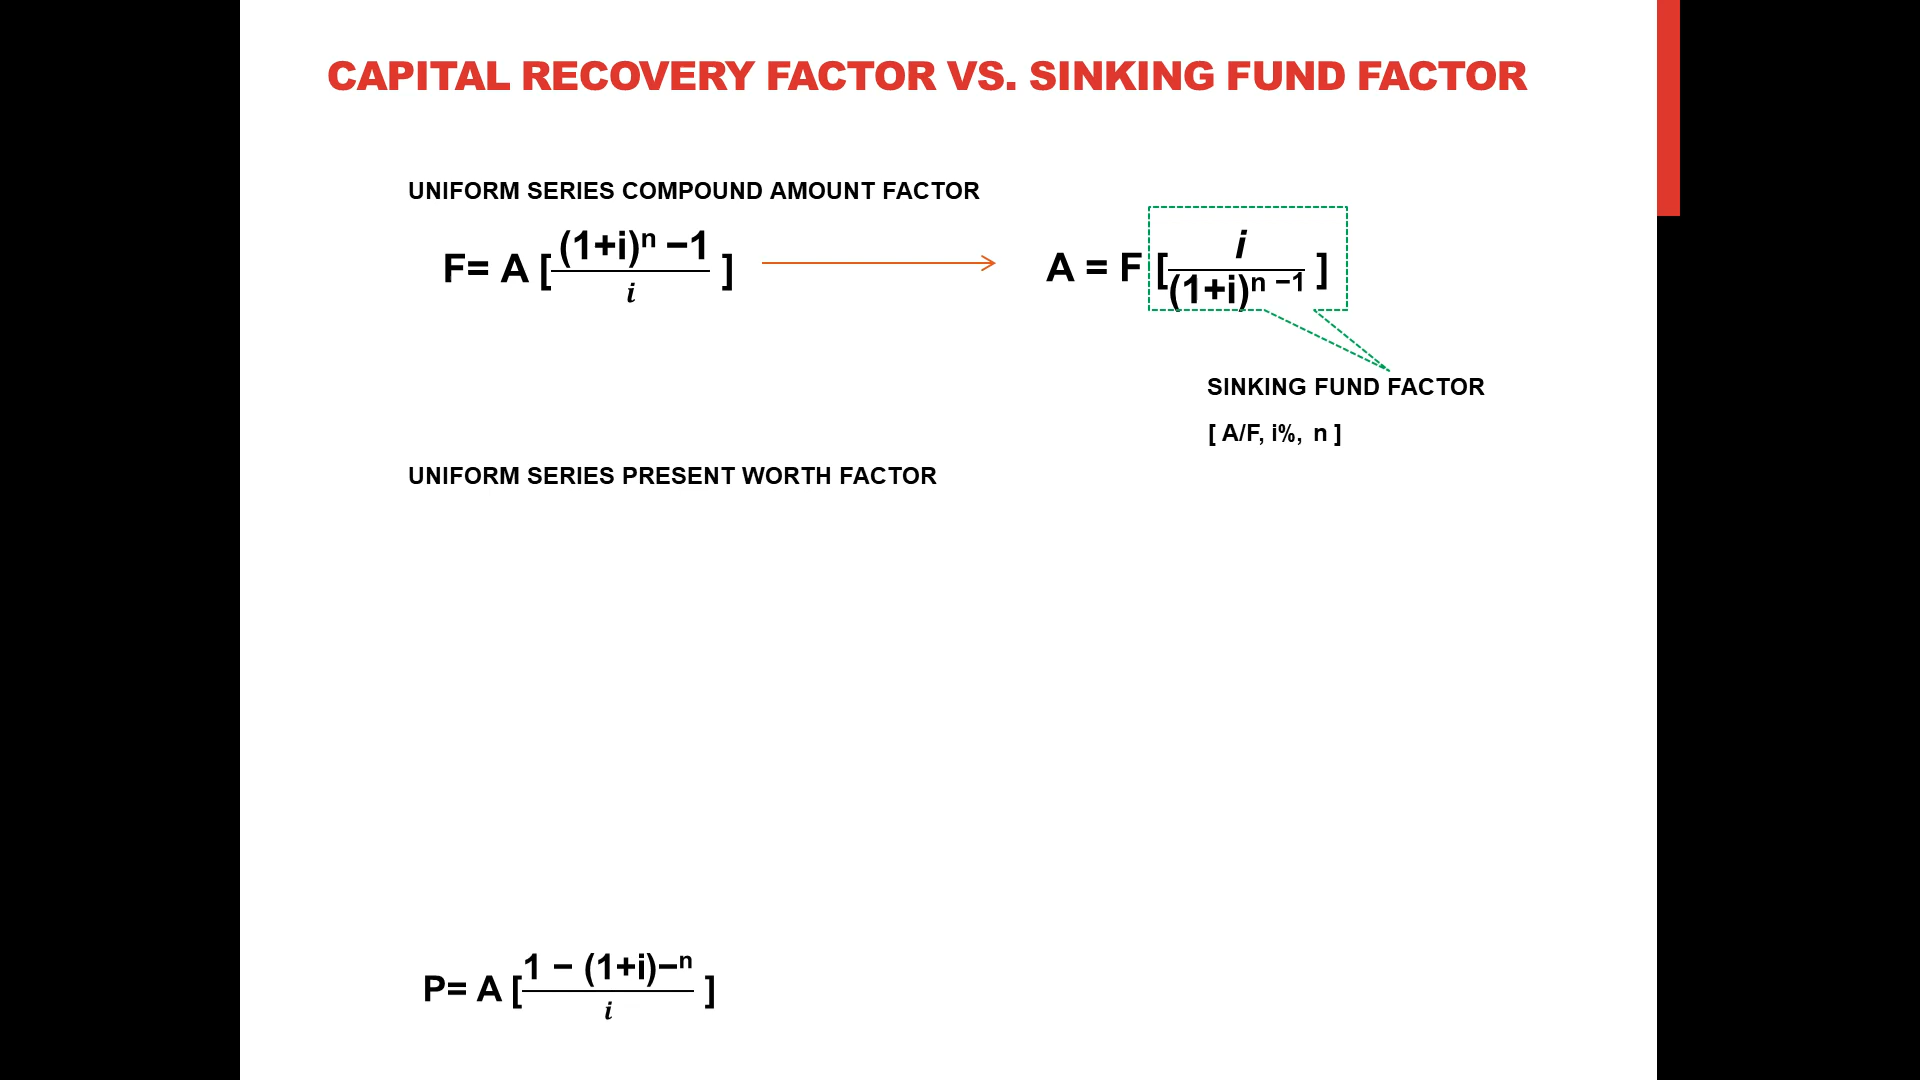 CAPITAL RECOVERY FACTOR VS. SINKING FUND FACTOR
UNIFORM SERIES COMPOUND AMOUNT FACTOR
F= A [ (1+i)ⁿ −1 / i ]
A = F [ i / (1+i)ⁿ ⁻¹ ]
SINKING FUND FACTOR
[ A/F, i%, n ]
UNIFORM SERIES PRESENT WORTH FACTOR
P= A [ 1 − (1+i)−ⁿ / i ]